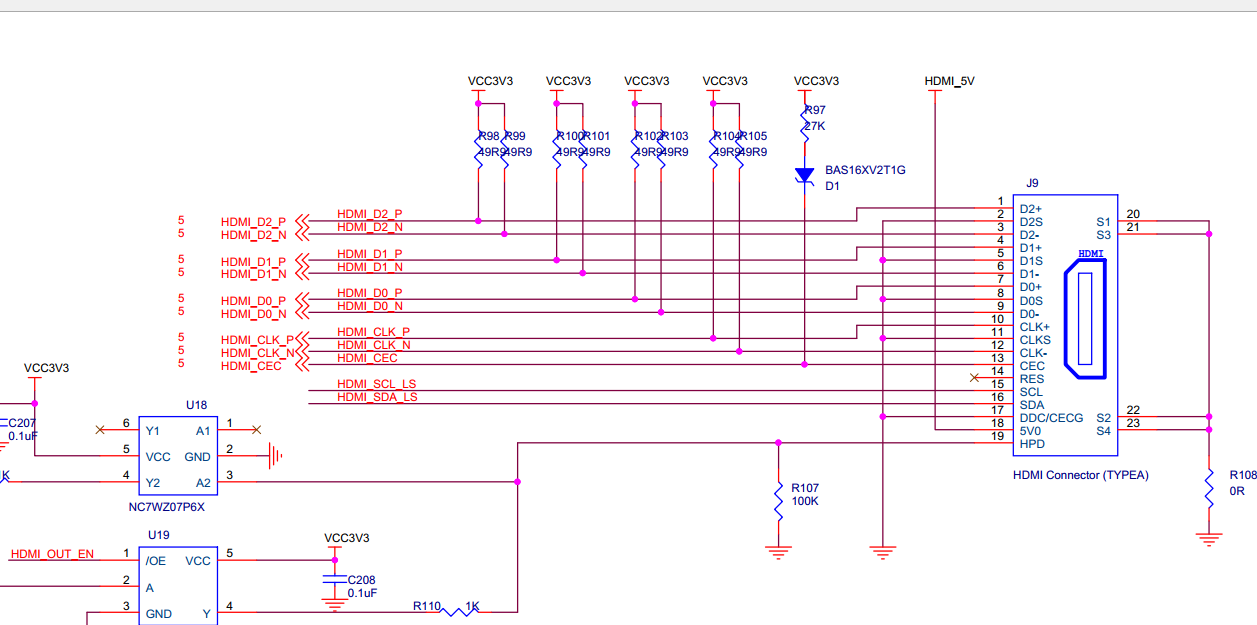 VCC3V3 VCC3V3 VCC3V3 VCC3V3 VCC3V3 HDMI_5V
R97
27K
R98 R99 R100 R101 R102 R103 R104 R105
49R9 49R9 49R9 49R9 49R9 49R9 49R9 49R9
BAS16XV2T1G
D1
J9
5 HDMI_D2_P HDMI_D2_P
5 HDMI_D2_N HDMI_D2_N
5 HDMI_D1_P HDMI_D1_P
5 HDMI_D1_N HDMI_D1_N
5 HDMI_D0_P HDMI_D0_P
5 HDMI_D0_N HDMI_D0_N
5 HDMI_CLK_P HDMI_CLK_P
5 HDMI_CLK_N HDMI_CLK_N
5 HDMI_CEC HDMI_CEC
HDMI_SCL_LS
HDMI_SDA_LS
1 D2+
2 D2S S1 20
3 D2- S3 21
4 D1+
HDMI
5 D1S
6 D1-
7 D0+
8 D0S
9 D0-
10 CLK+
11 CLKS
12 CLK-
13 CEC
14 RES
15 SCL
16 SDA
17 DDC/CECG S2 22
18 5V0 S4 23
19 HPD
HDMI Connector (TYPEA)
R108
0R
R107
100K
VCC3V3
C207
0.1uF
K
U18
6 Y1 A1 1
5 VCC GND 2
4 Y2 A2 3
NC7WZ07P6X
U19
HDMI_OUT_EN 1 /OE VCC 5
2 A
3 GND Y 4
VCC3V3
C208
0.1uF
R110 1K